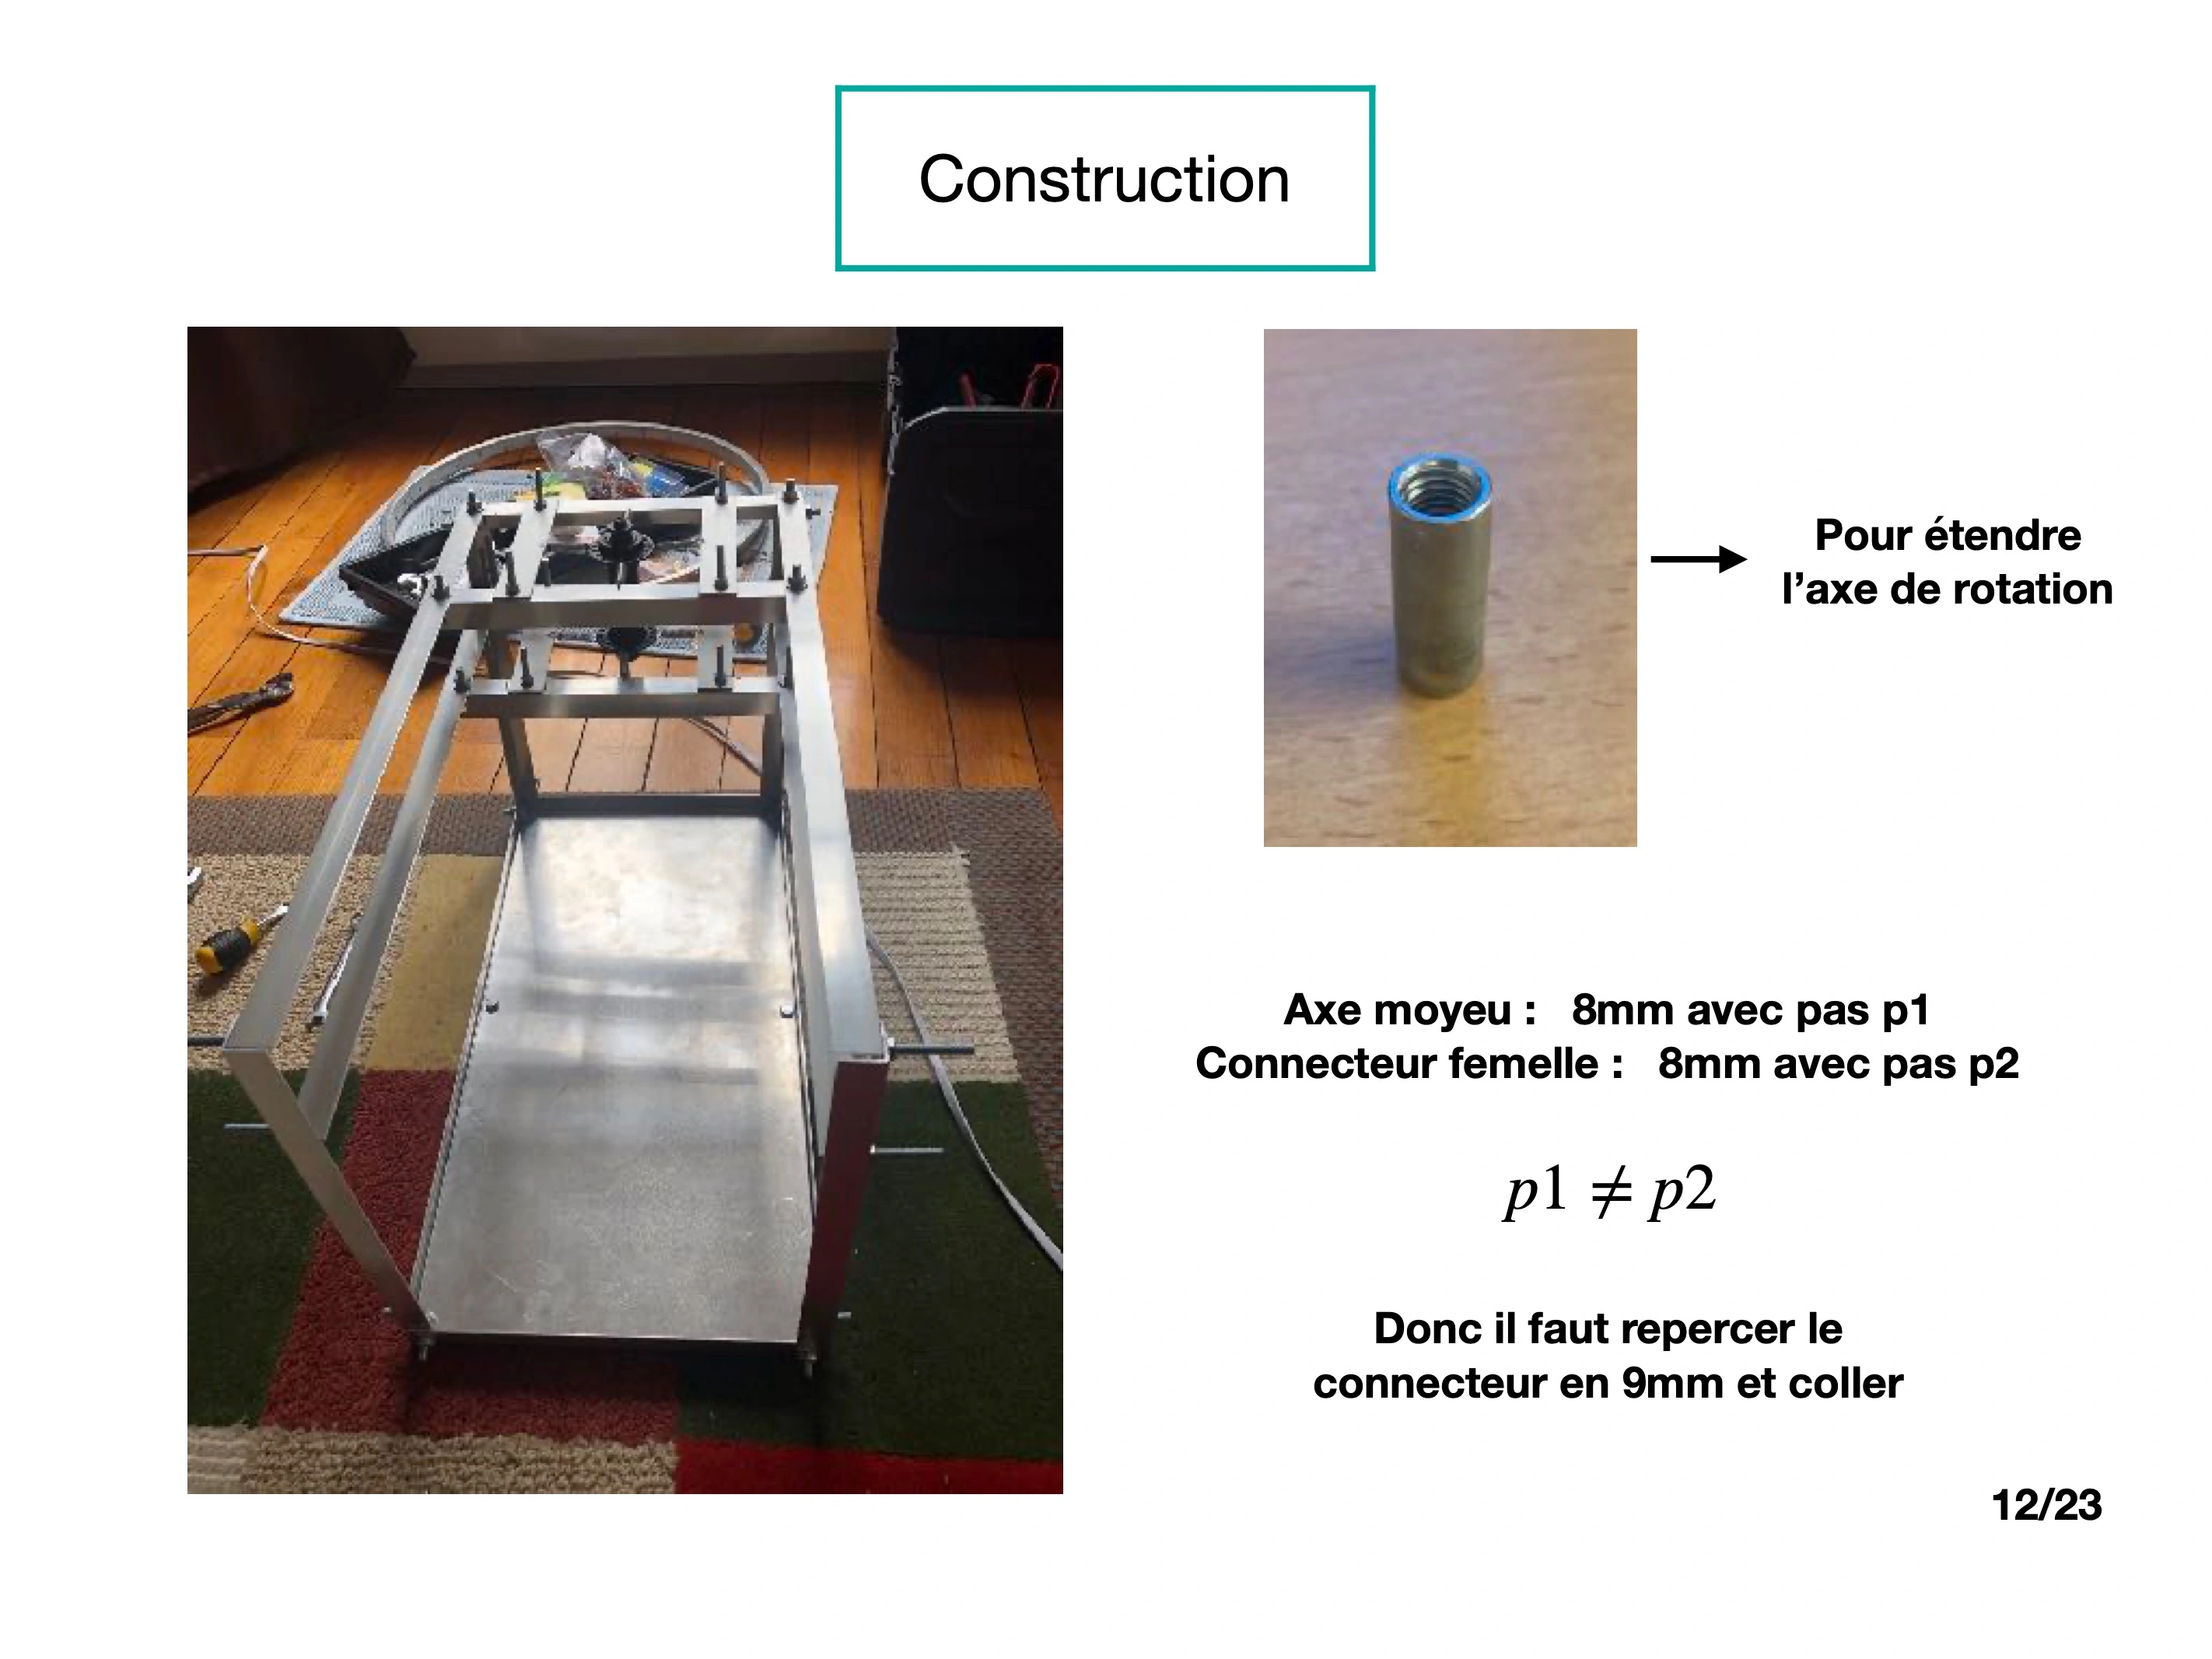 Construction
Pour étendre
l’axe de rotation
Axe moyeu : 8mm avec pas p1
Connecteur femelle : 8mm avec pas p2
p1 ≠ p2
Donc il faut repercer le
connecteur en 9mm et coller
12/23